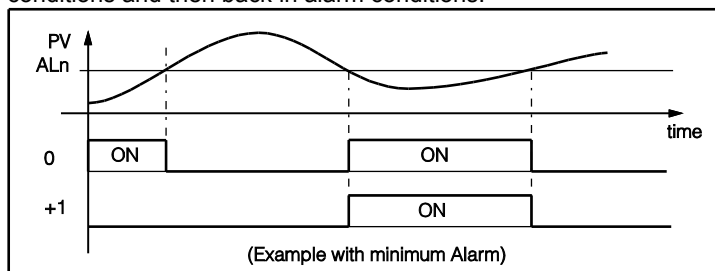 conditions and then back in alarm conditions.
PV
ALn
time
0 ON ON
+1 ON
(Example with minimum Alarm)